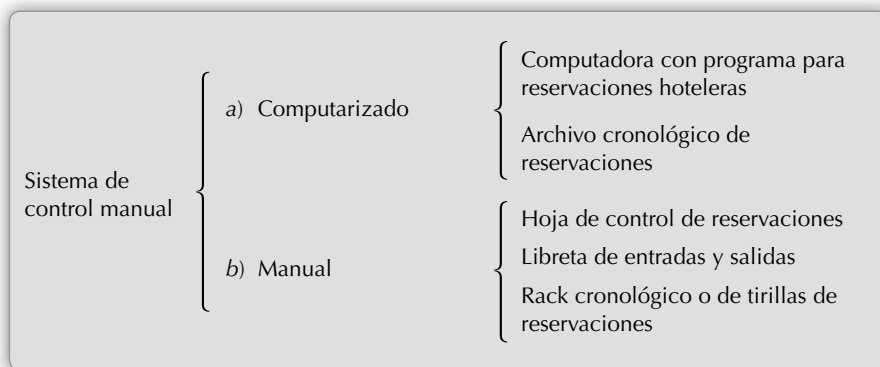 Sistema de
control manual
a) Computarizado
Computadora con programa para
reservaciones hoteleras
Archivo cronológico de
reservaciones
b) Manual
Hoja de control de reservaciones
Libreta de entradas y salidas
Rack cronológico o de tirillas de
reservaciones